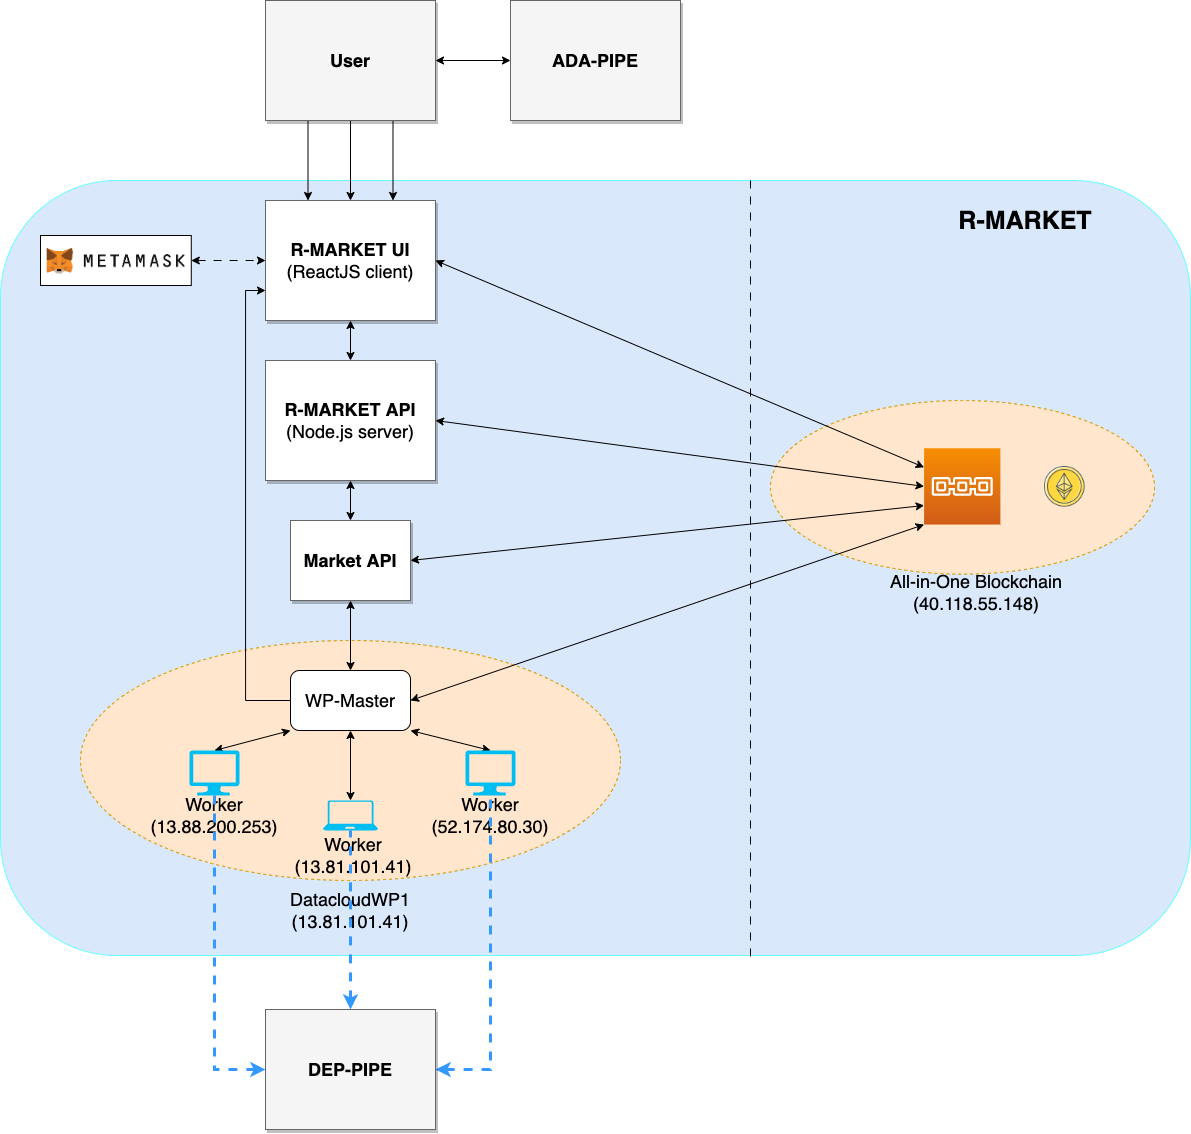 User
ADA-PIPE
R-MARKET
R-MARKET UI
(ReactJS client)
METAMASK
R-MARKET API
(Node.js server)
Market API
All-in-One Blockchain
(40.118.55.148)
WP-Master
Worker
(13.88.200.253)
Worker
(52.174.80.30)
Worker
(13.81.101.41)
DatacloudWP1
(13.81.101.41)
DEP-PIPE